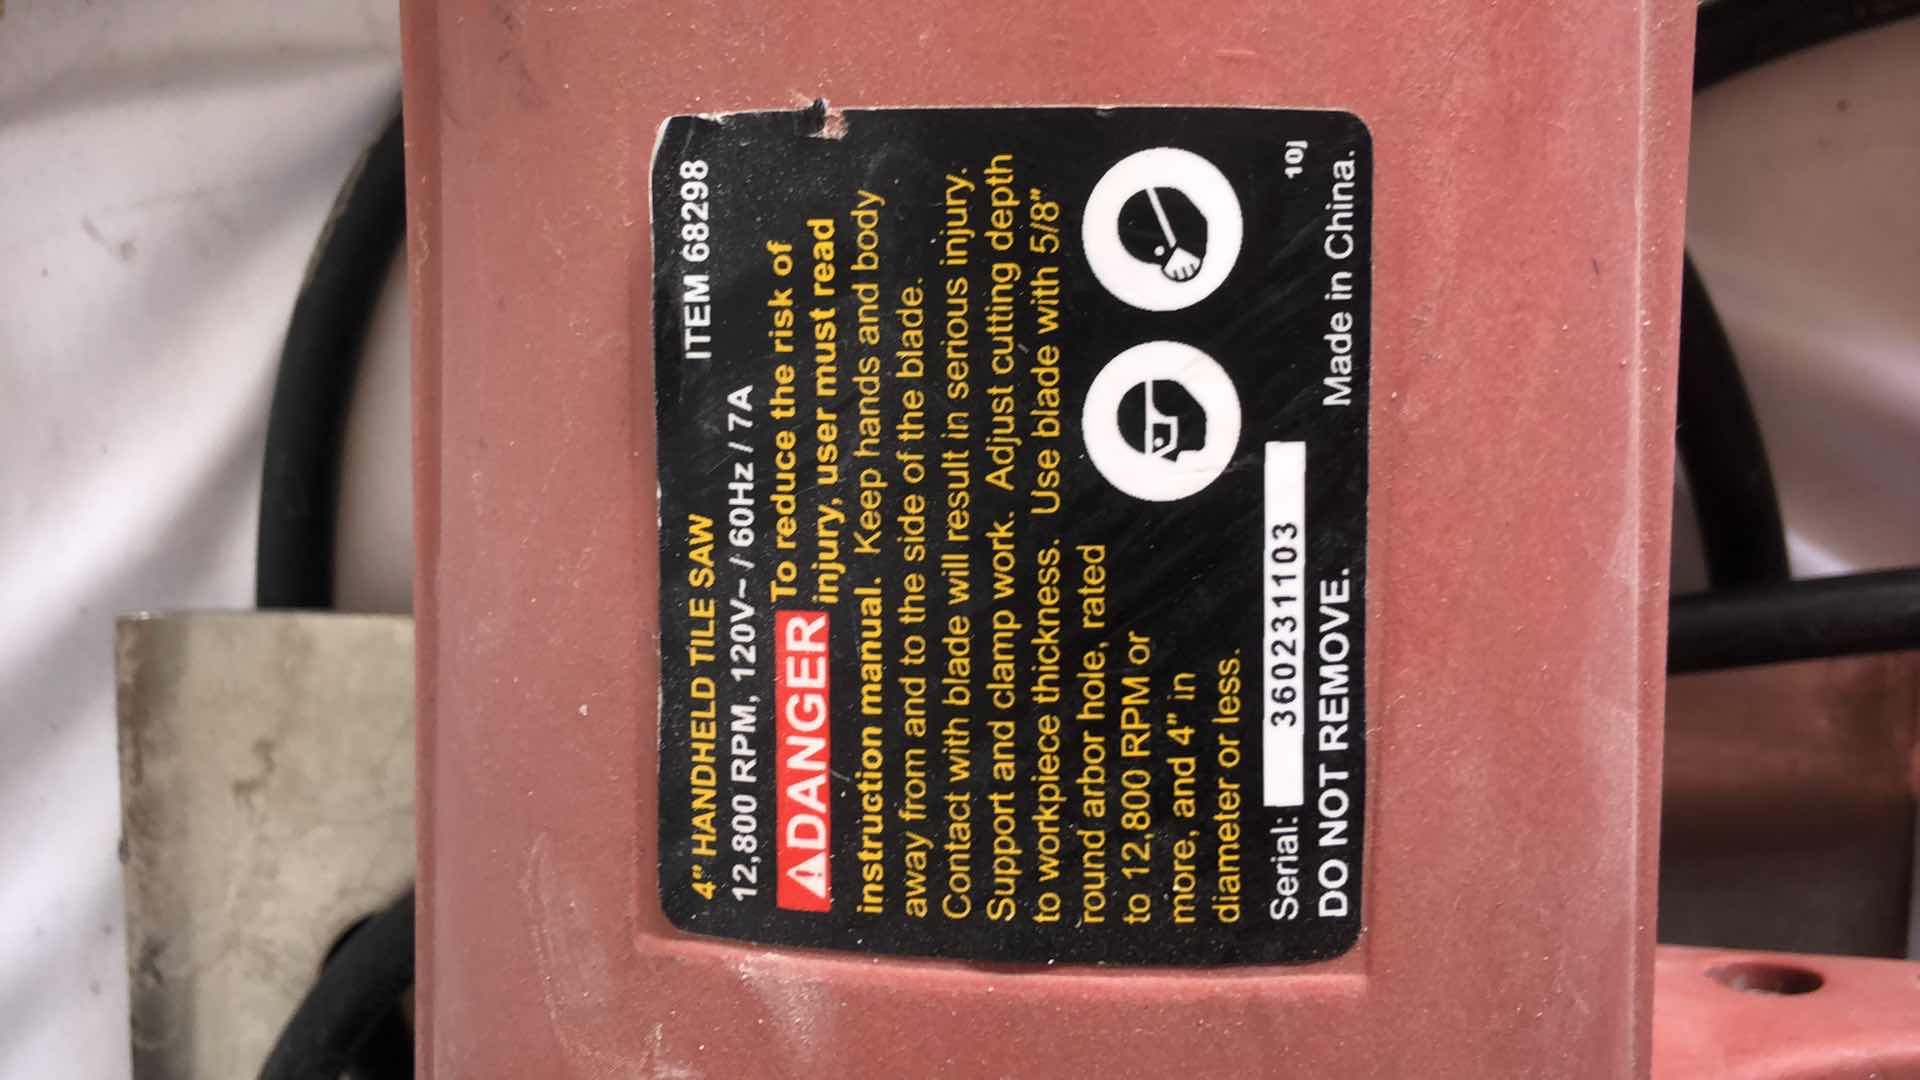 4" HANDHELD TILE SAW
ITEM 68298
12,800 RPM, 120V~ / 60Hz / 7A
DANGER To reduce the risk of
injury, user must read
instruction manual. Keep hands and body
away from and to the side of the blade.
Contact with blade will result in serious injury.
Support and clamp work. Adjust cutting depth
to workpiece thickness. Use blade with 5/8"
round arbor hole, rated
to 12,800 RPM or
more, and 4" in
diameter or less.
Serial: 360231103
10j
DO NOT REMOVE. Made in China.